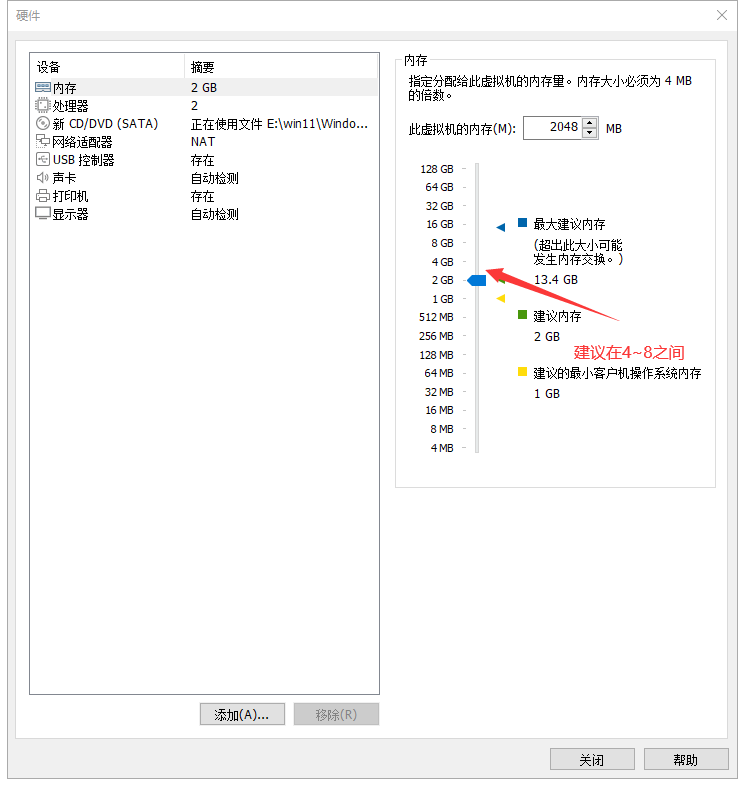 硬件
设备 摘要
内存 2 GB
处理器 2
新 CD/DVD (SATA) 正在使用文件 E:\win11\Windo...
网络适配器 NAT
USB 控制器 存在
声卡 自动检测
打印机 存在
显示器 自动检测
添加(A)...
移除(R)
内存
指定分配给此虚拟机的内存量。内存大小必须为 4 MB
的倍数。
此虚拟机的内存(M): 2048 MB
128 GB
64 GB
32 GB
16 GB
8 GB
4 GB
2 GB
1 GB
512 MB
256 MB
128 MB
64 MB
32 MB
16 MB
8 MB
4 MB
最大建议内存
(超出此大小可能
发生内存交换。)
13.4 GB
建议内存
2 GB
建议在4~8之间
建议的最小客户机操作系统内存
1 GB
关闭
帮助